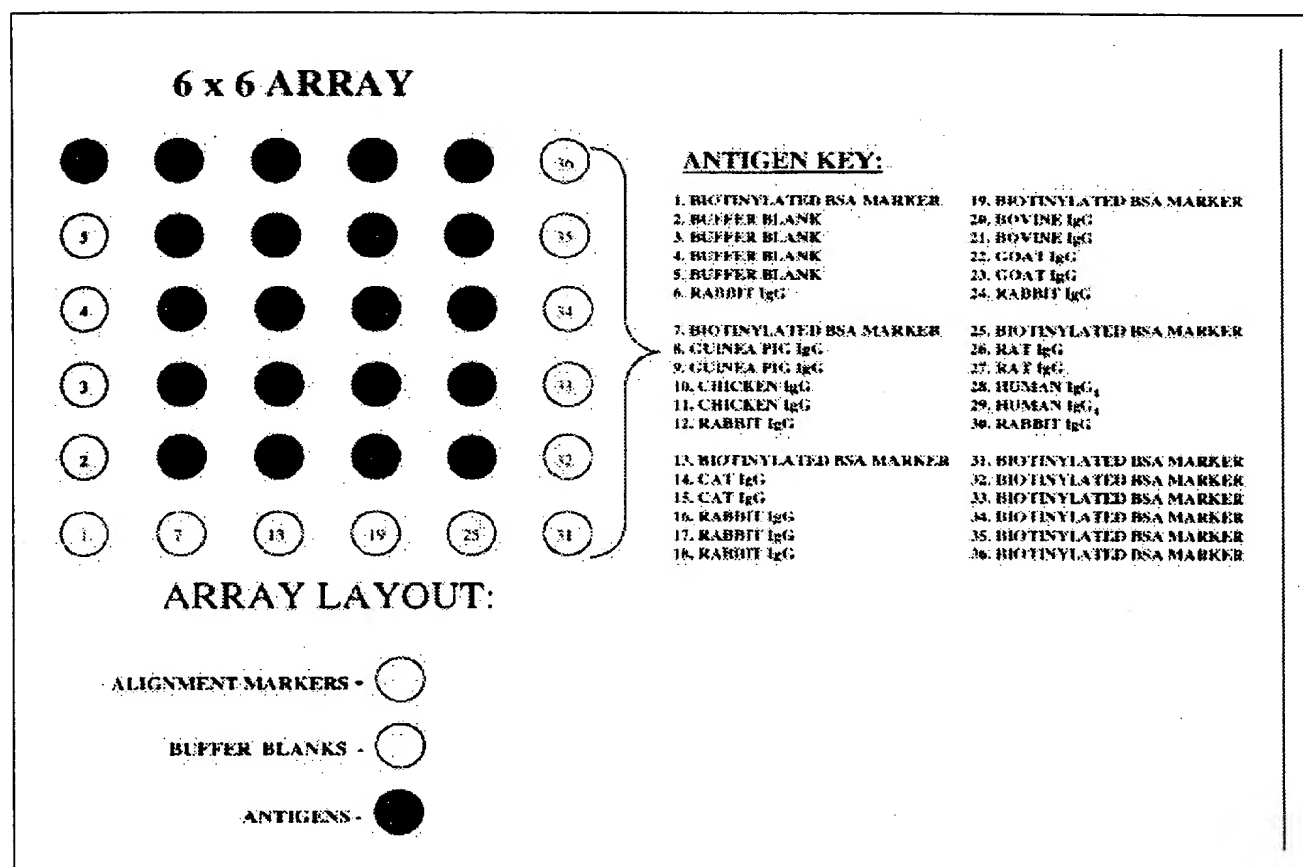 6 x 6 ARRAY
36
5 35
4 34
3 33
2 32
1 7 13 19 25 31
ANTIGEN KEY:
1. BIOTINYLATED BSA MARKER
2. BUFFER BLANK
3. BUFFER BLANK
4. BUFFER BLANK
5. BUFFER BLANK
6. RABBIT IgG
7. BIOTINYLATED BSA MARKER
8. GUINEA PIG IgG
9. GUINEA PIG IgG
10. CHICKEN IgG
11. CHICKEN IgG
12. RABBIT IgG
13. BIOTINYLATED BSA MARKER
14. CAT IgG
15. CAT IgG
16. RABBIT IgG
17. RABBIT IgG
18. RABBIT IgG
19. BIOTINYLATED BSA MARKER
20. BOVINE IgG
21. BOVINE IgG
22. GOAT IgG
23. GOAT IgG
24. RABBIT IgG
25. BIOTINYLATED BSA MARKER
26. RAT IgG
27. RAT IgG
28. HUMAN IgG₄
29. HUMAN IgG₄
30. RABBIT IgG
31. BIOTINYLATED BSA MARKER
32. BIOTINYLATED BSA MARKER
33. BIOTINYLATED BSA MARKER
34. BIOTINYLATED BSA MARKER
35. BIOTINYLATED BSA MARKER
36. BIOTINYLATED BSA MARKER
ARRAY LAYOUT:
ALIGNMENT MARKERS -
BUFFER BLANKS -
ANTIGENS -